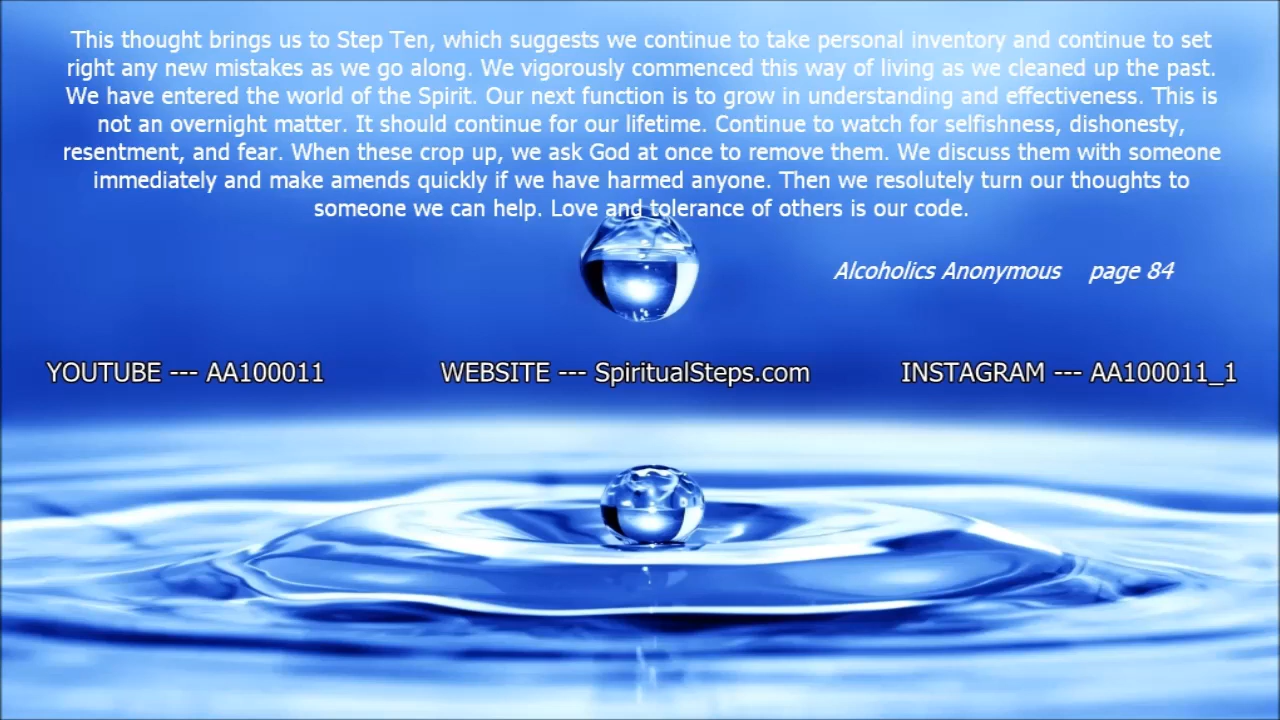 This thought brings us to Step Ten, which suggests we continue to take personal inventory and continue to set
right any new mistakes as we go along. We vigorously commenced this way of living as we cleaned up the past.
We have entered the world of the Spirit. Our next function is to grow in understanding and effectiveness. This is
not an overnight matter. It should continue for our lifetime. Continue to watch for selfishness, dishonesty,
resentment, and fear. When these crop up, we ask God at once to remove them. We discuss them with someone
immediately and make amends quickly if we have harmed anyone. Then we resolutely turn our thoughts to
someone we can help. Love and tolerance of others is our code.
Alcoholics Anonymous page 84
YOUTUBE --- AA100011 WEBSITE --- SpiritualSteps.com INSTAGRAM --- AA100011_1